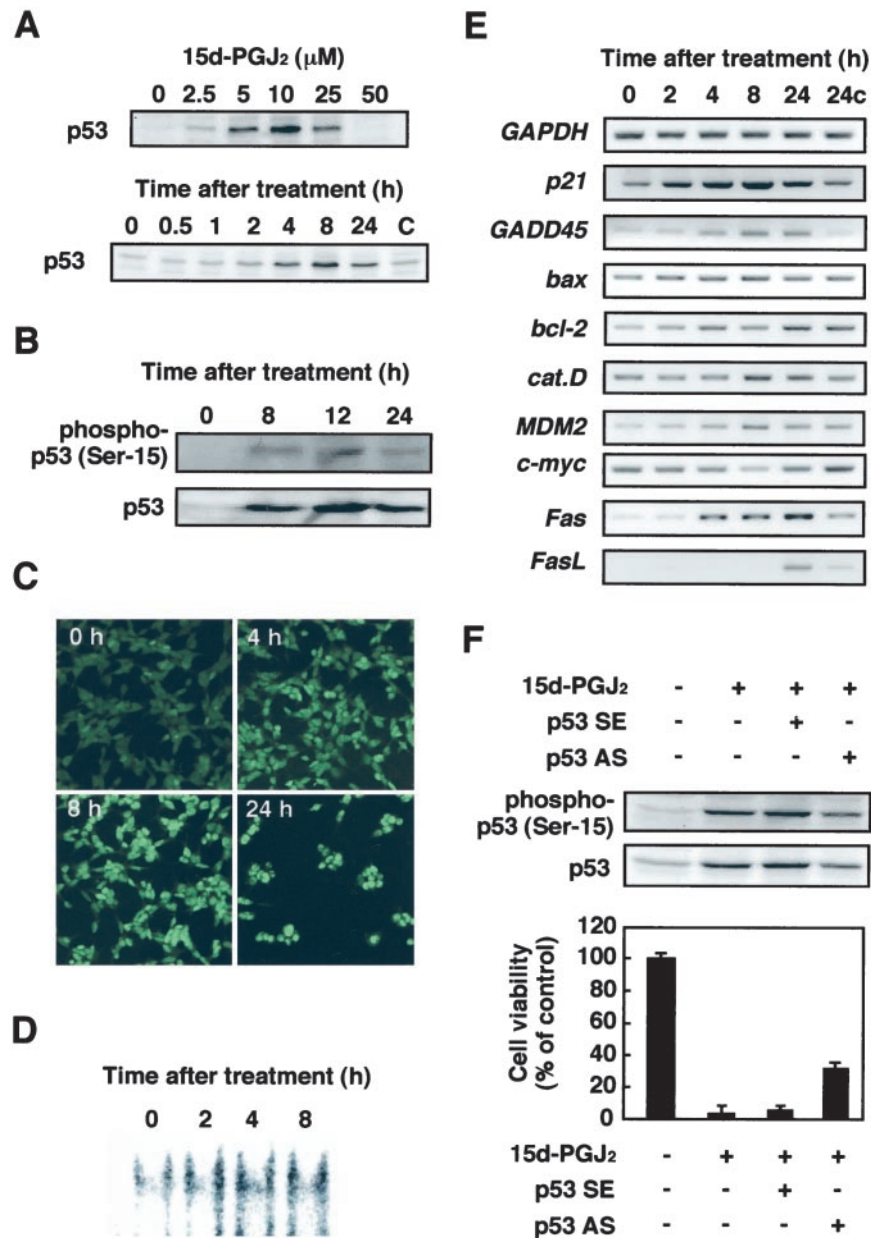 A
15d-PGJ2 (μM)
0 2.5 5 10 25 50
p53
Time after treatment (h)
0 0.5 1 2 4 8 24 C
p53
B
Time after treatment (h)
0 8 12 24
phospho-
p53 (Ser-15)
p53
C
0 h
4 h
8 h
24 h
D
Time after treatment (h)
0 2 4 8
E
Time after treatment (h)
0 2 4 8 24 24c
GAPDH
p21
GADD45
bax
bcl-2
cat.D
MDM2
c-myc
Fas
FasL
F
15d-PGJ2 - + + +
p53 SE - - + -
p53 AS - - - +
phospho-
p53 (Ser-15)
p53
Cell viability
(% of control)
120
100
80
60
40
20
0
15d-PGJ2 - + + +
p53 SE - - + -
p53 AS - - - +